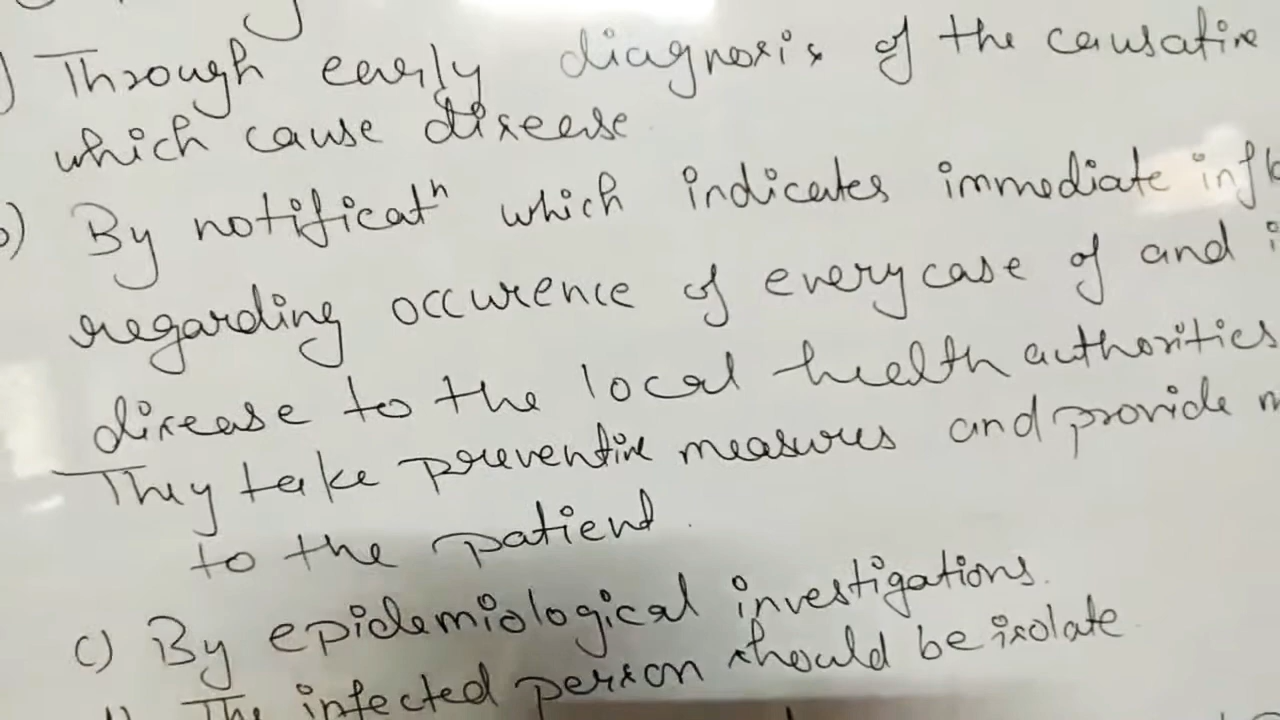 ) Through early diagnosis of the causative
which cause disease
b) By notificatⁿ which indicates immediate
regarding occurence of every case of and
disease to the local health authorities
They take preventive measures and provide
to the patient.
c) By epidemiological investigations.
d) The infected person should be isolate